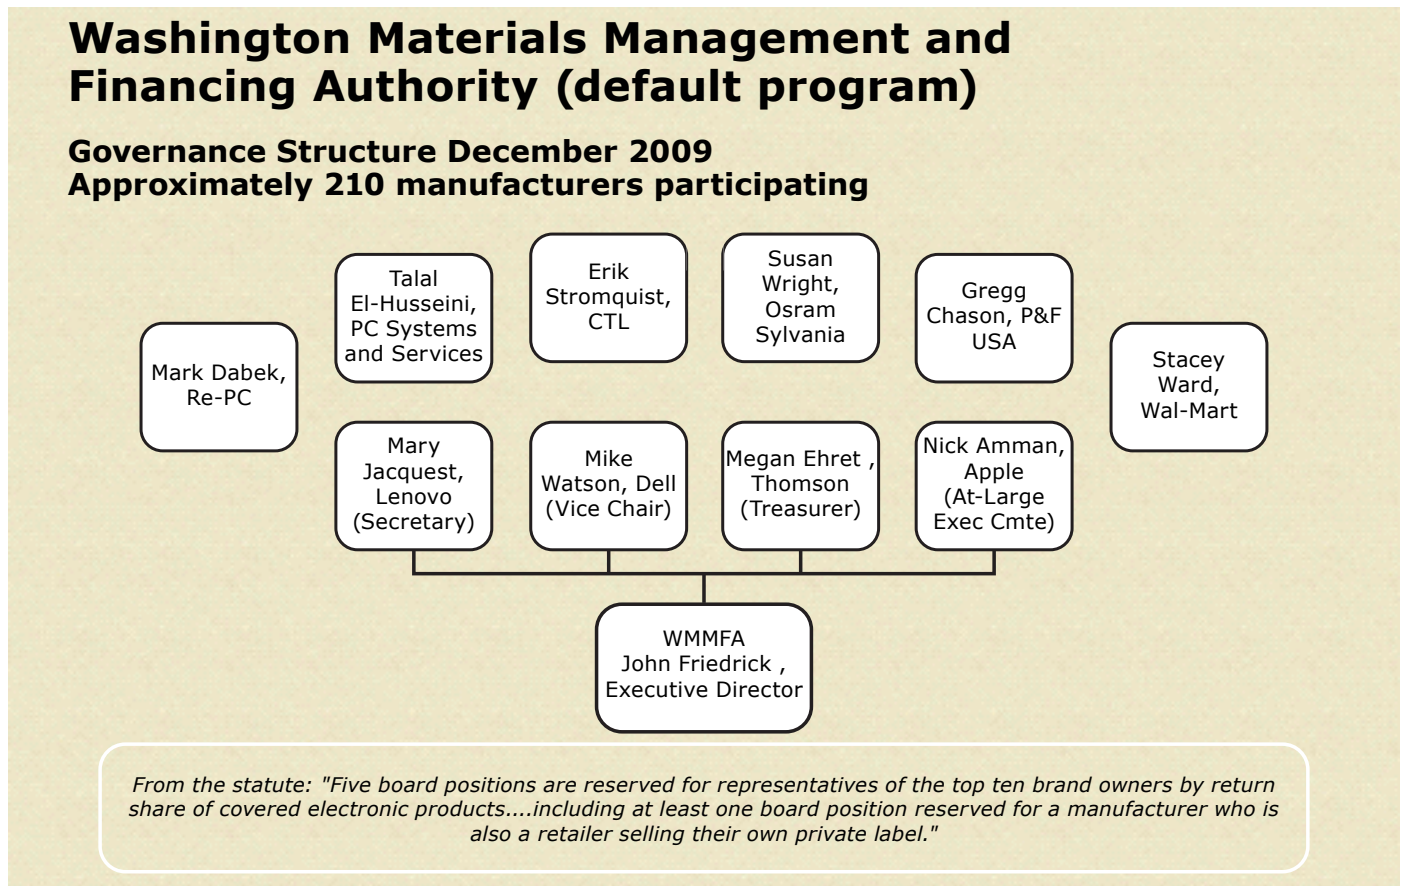 Washington Materials Management and
Financing Authority (default program)
Governance Structure December 2009
Approximately 210 manufacturers participating
Mark Dabek,
Re-PC
Talal
El-Husseini,
PC Systems
and Services
Erik
Stromquist,
CTL
Susan
Wright,
Osram
Sylvania
Gregg
Chason, P&F
USA
Stacey
Ward,
Wal-Mart
Mary
Jacquest,
Lenovo
(Secretary)
Mike
Watson, Dell
(Vice Chair)
Megan Ehret ,
Thomson
(Treasurer)
Nick Amman,
Apple
(At-Large
Exec Cmte)
WMMFA
John Friedrick ,
Executive Director
From the statute: "Five board positions are reserved for representatives of the top ten brand owners by return
share of covered electronic products....including at least one board position reserved for a manufacturer who is
also a retailer selling their own private label."